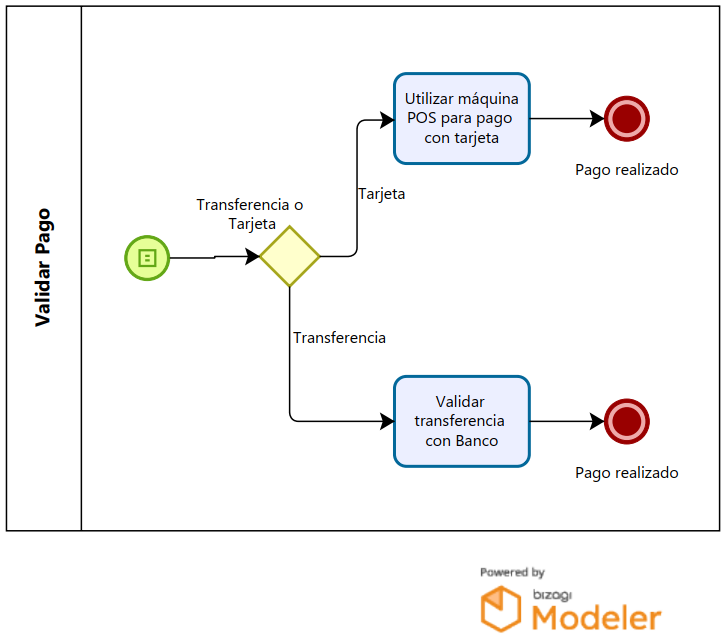 Validar Pago
Transferencia o
Tarjeta
Tarjeta
Utilizar máquina
POS para pago
con tarjeta
Pago realizado
Transferencia
Validar
transferencia
con Banco
Pago realizado
Powered by
bizagi
Modeler